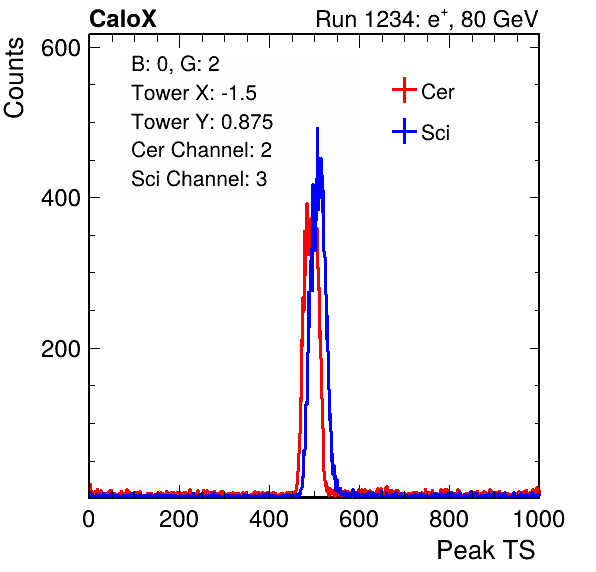 CaloX Run 1234: e⁺, 80 GeV
Counts
600
400
200
B: 0, G: 2
Tower X: -1.5
Tower Y: 0.875
Cer Channel: 2
Sci Channel: 3
Cer
Sci
0 200 400 600 800 1000
Peak TS